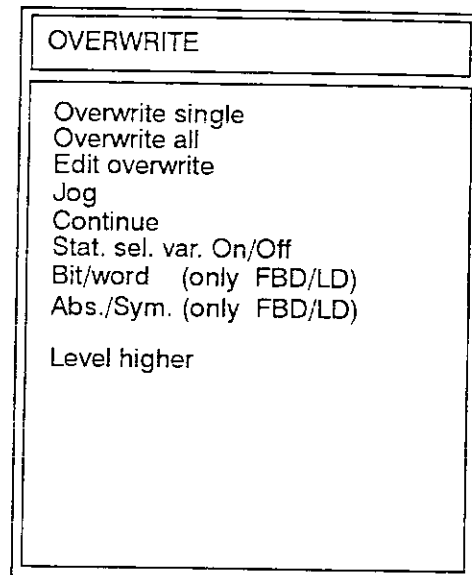 OVERWRITE
Overwrite single
Overwrite all
Edit overwrite
Jog
Continue
Stat. sel. var. On/Off
Bit/word (only FBD/LD)
Abs./Sym. (only FBD/LD)
Level higher